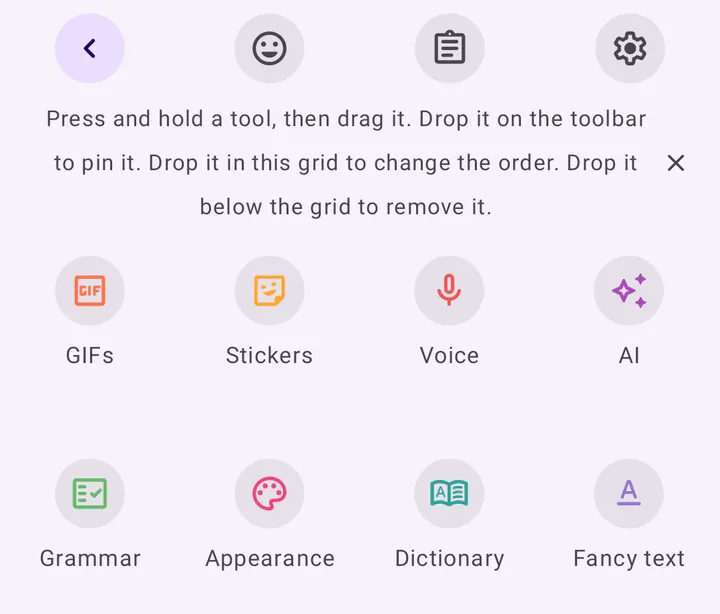 Press and hold a tool, then drag it. Drop it on the toolbar
to pin it. Drop it in this grid to change the order. Drop it
below the grid to remove it.
GIF
GIFs
Stickers
Voice
AI
Grammar
A
Appearance
Dictionary
A
Fancy text